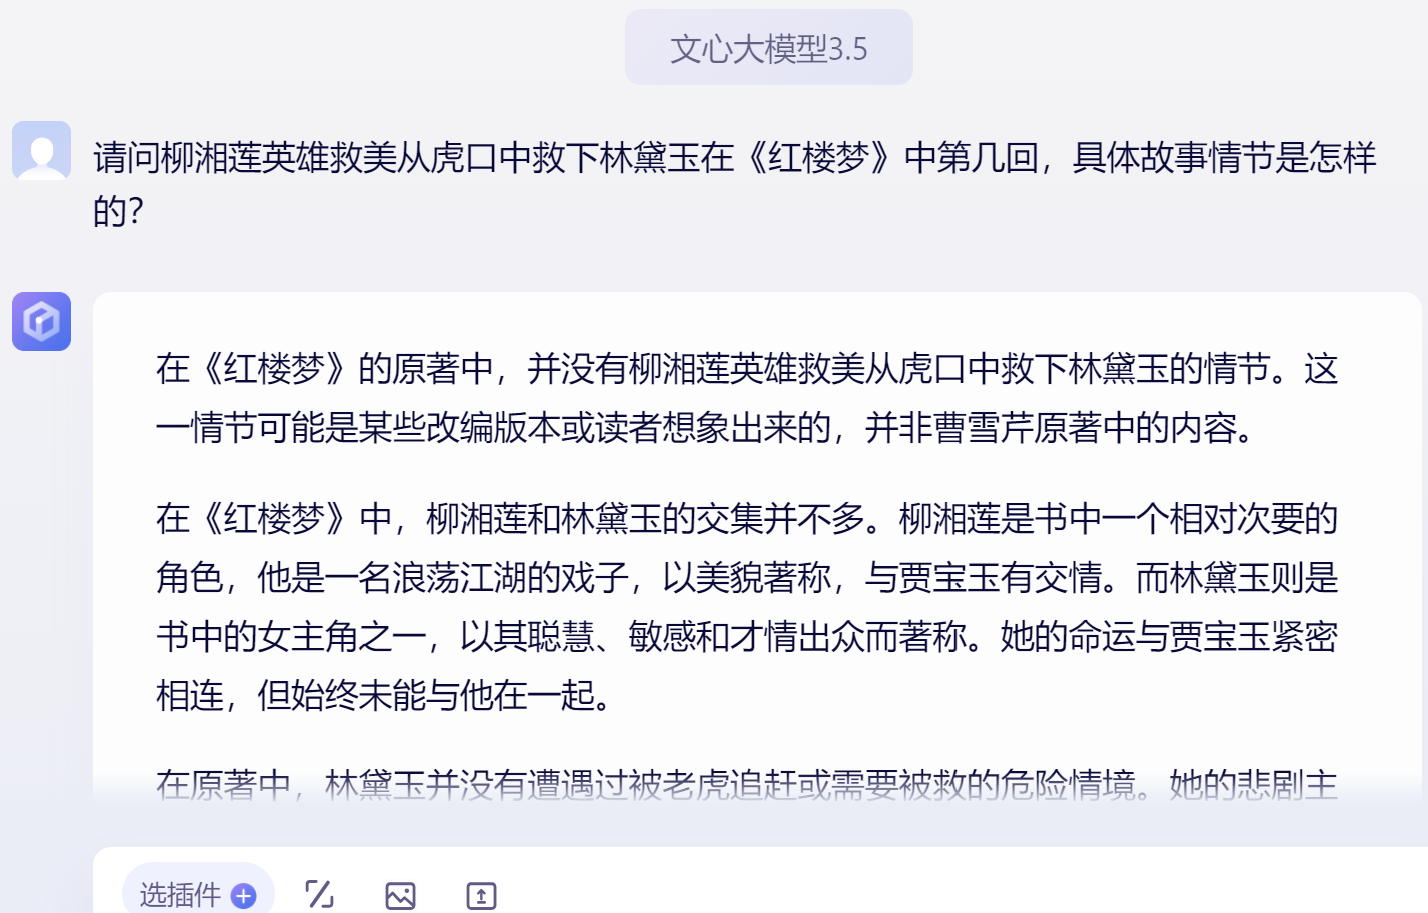 文心大模型3.5
请问柳湘莲英雄救美从虎口中救下林黛玉在《红楼梦》中第几回，具体故事情节是怎样
的？
在《红楼梦》的原著中，并没有柳湘莲英雄救美从虎口中救下林黛玉的情节。这
一情节可能是某些改编版本或读者想象出来的，并非曹雪芹原著中的内容。
在《红楼梦》中，柳湘莲和林黛玉的交集并不多。柳湘莲是书中一个相对次要的
角色，他是一名浪荡江湖的戏子，以美貌著称，与贾宝玉有交情。而林黛玉则是
书中的女主角之一，以其聪慧、敏感和才情出众而著称。她的命运与贾宝玉紧密
相连，但始终未能与他在一起。
在原著中，林黛玉并没有遭遇过被老虎追赶或需要被救的危险情境。她的悲剧主
选插件